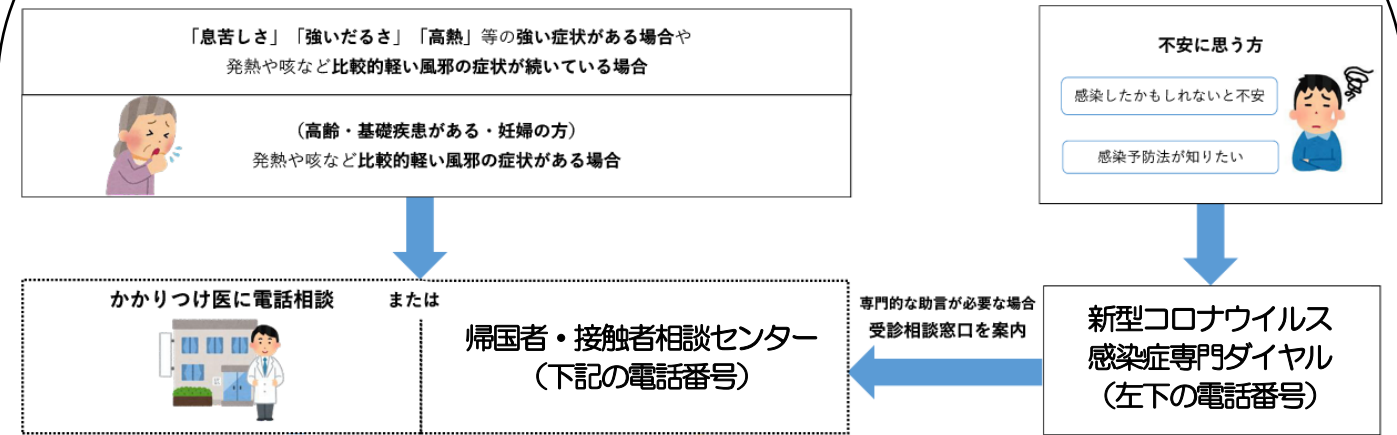 「息苦しさ」「強いだるさ」「高熱」等の強い症状がある場合や
発熱や咳など比較的軽い風邪の症状が続いている場合
（高齢・基礎疾患がある・妊婦の方）
発熱や咳など比較的軽い風邪の症状がある場合
不安に思う方
感染したかもしれないと不安
感染予防法が知りたい
かかりつけ医に電話相談
または
帰国者・接触者相談センター
（下記の電話番号）
専門的な助言が必要な場合
受診相談窓口を案内
新型コロナウイルス
感染症専門ダイヤル
（左下の電話番号）